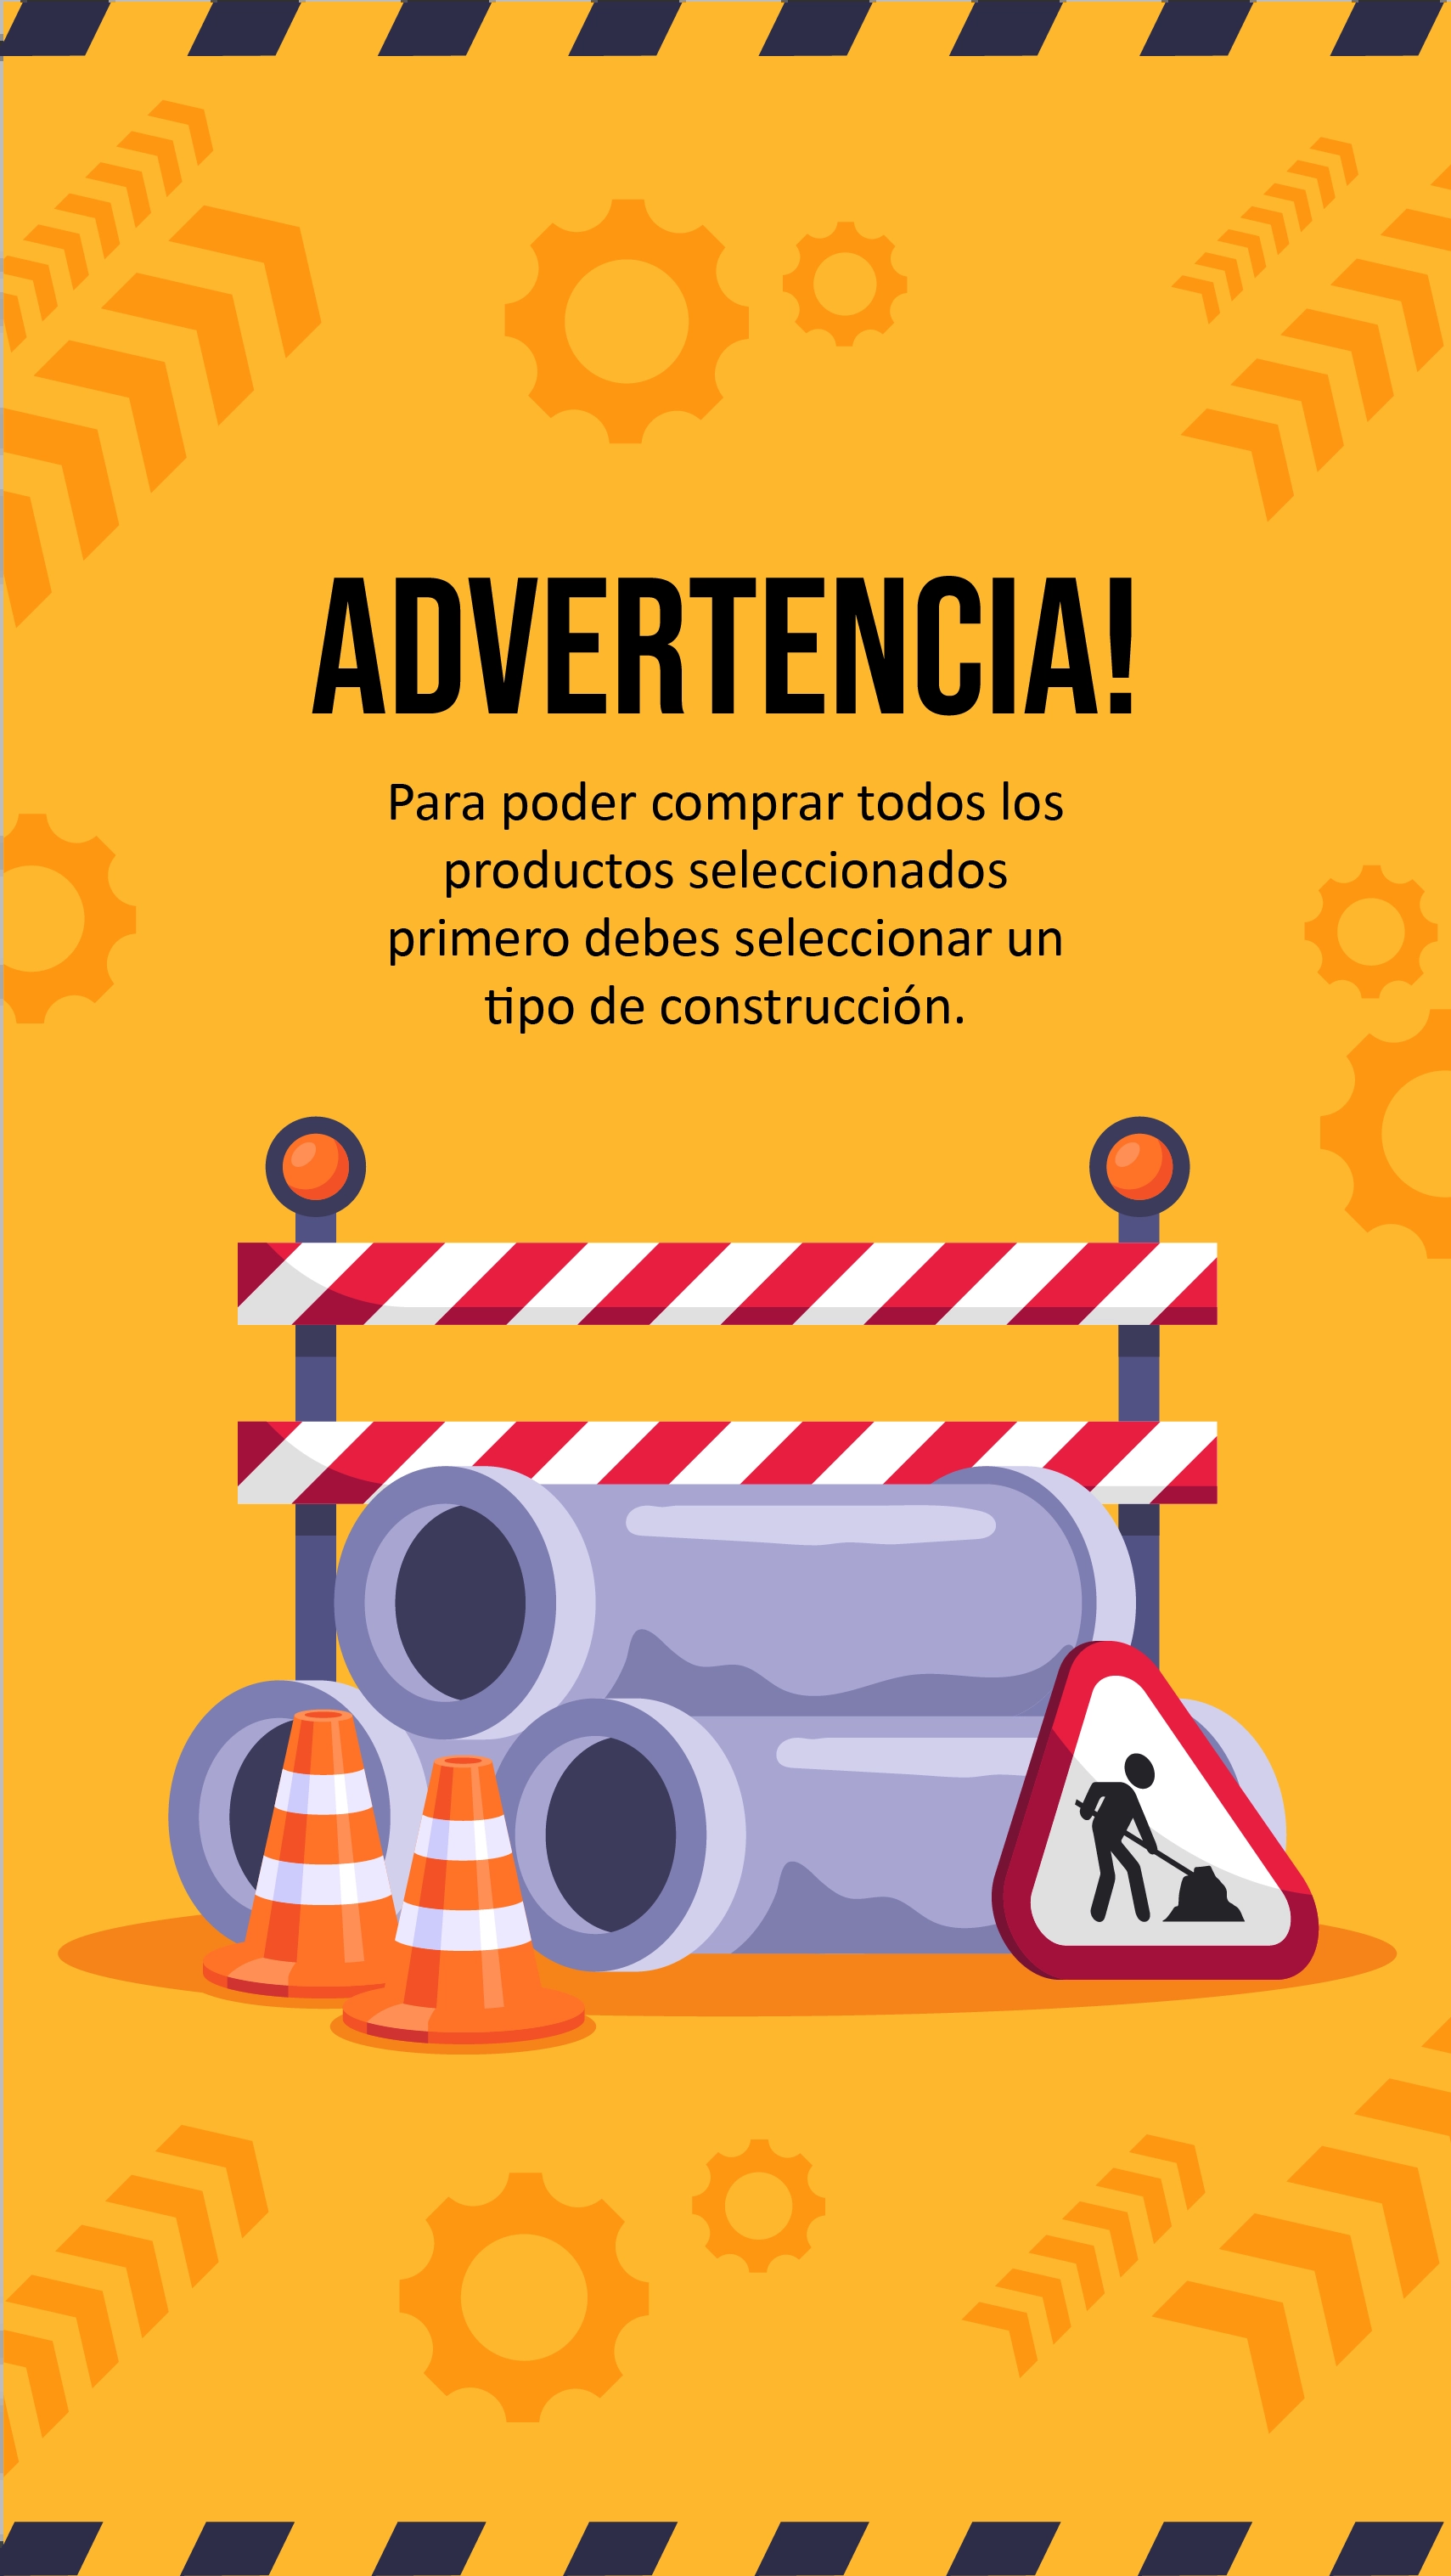 ADVERTENCIA!
Para poder comprar todos los
productos seleccionados
primero debes seleccionar un
tipo de construcción.